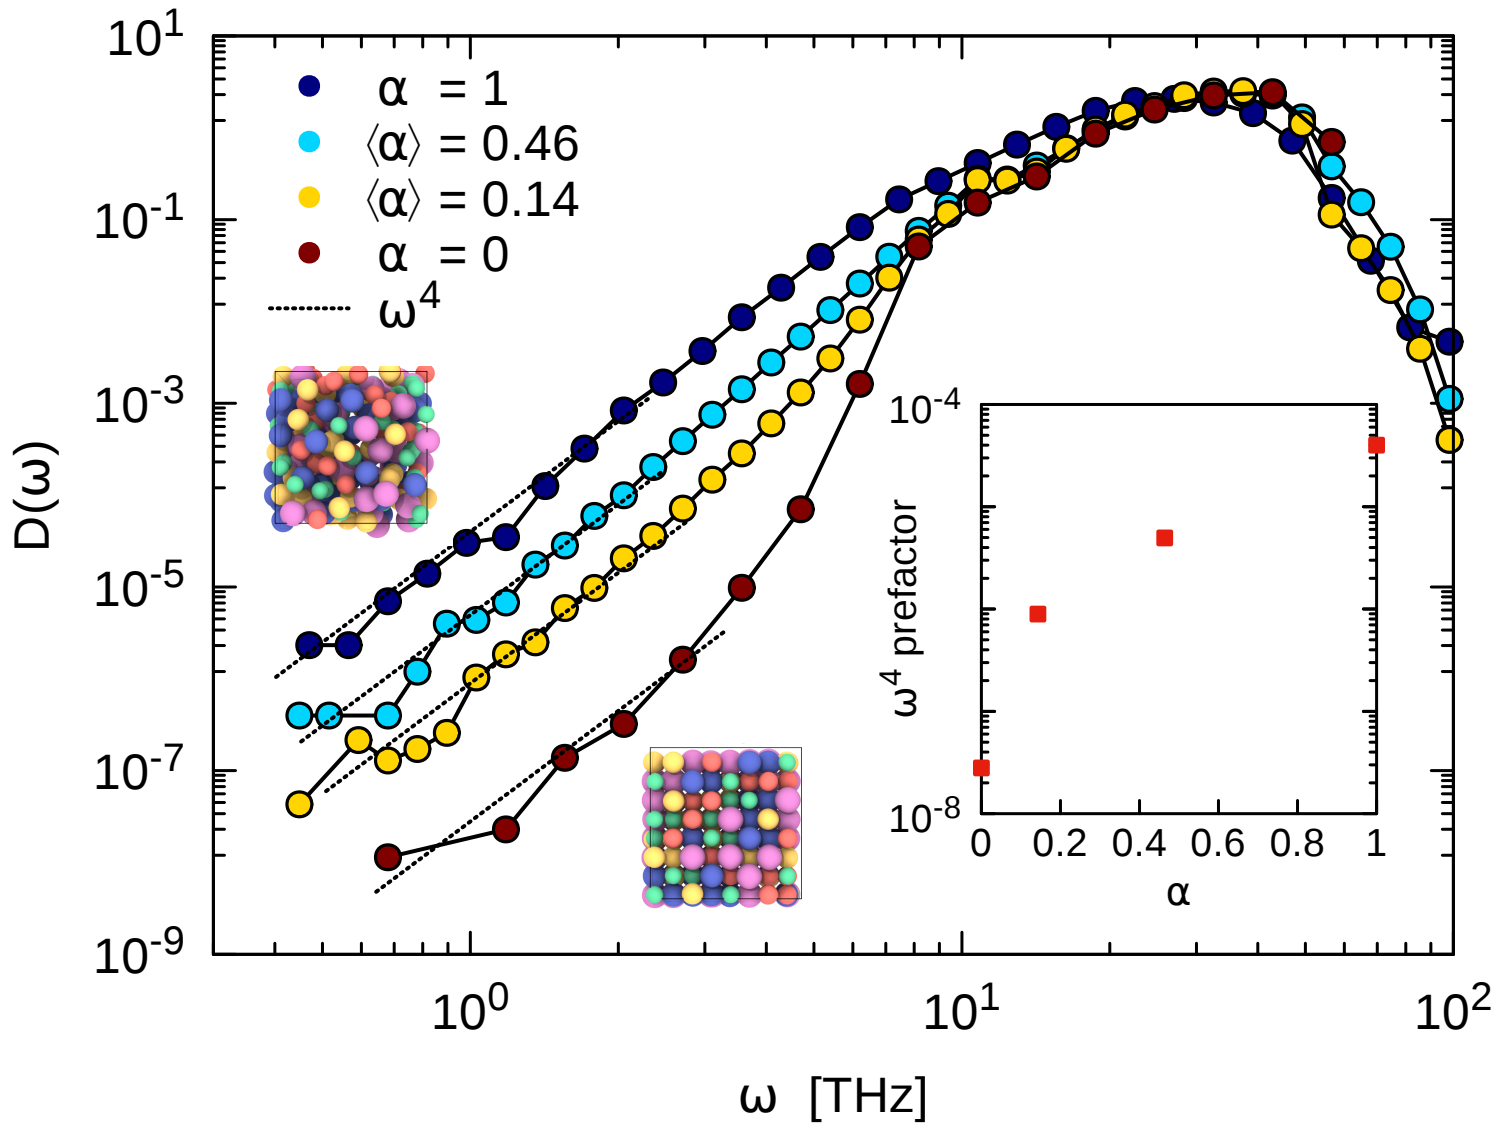 10^1
10^-1
10^-3
10^-5
10^-7
10^-9
D(ω)
α = 1
⟨α⟩ = 0.46
⟨α⟩ = 0.14
α = 0
ω^4
10^-4
10^-8
ω^4 prefactor
0 0.2 0.4 0.6 0.8 1
α
10^0 10^1 10^2
ω [THz]